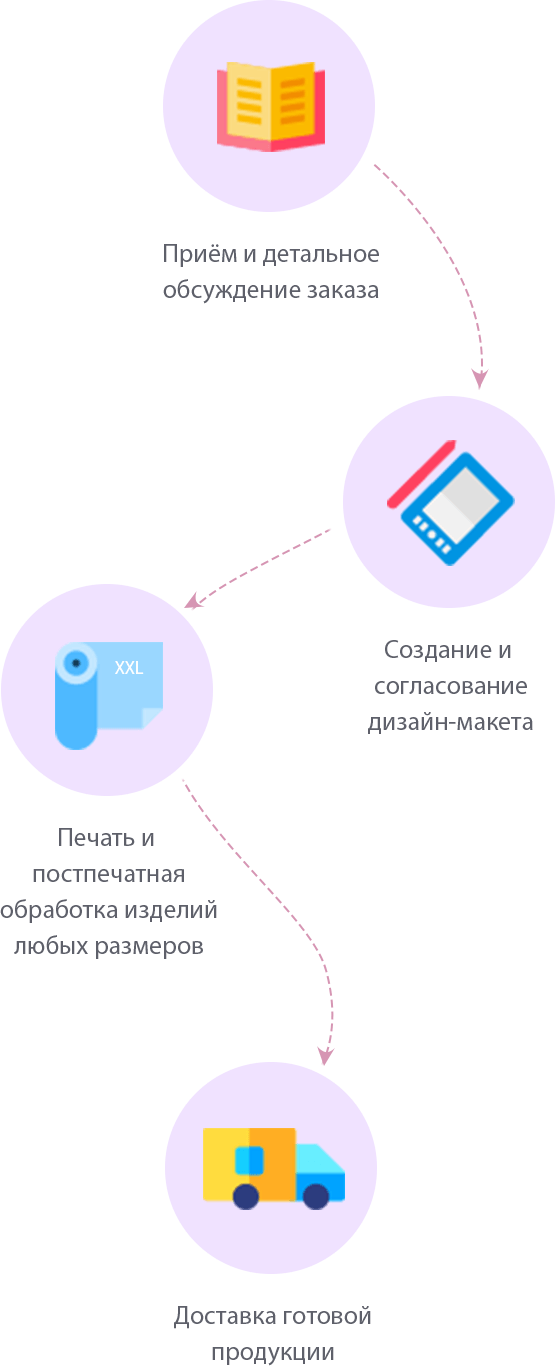 Приём и детальное
обсуждение заказа
Создание и
согласование
дизайн-макета
XXL
Печать и
постпечатная
обработка изделий
любых размеров
Доставка готовой
продукции